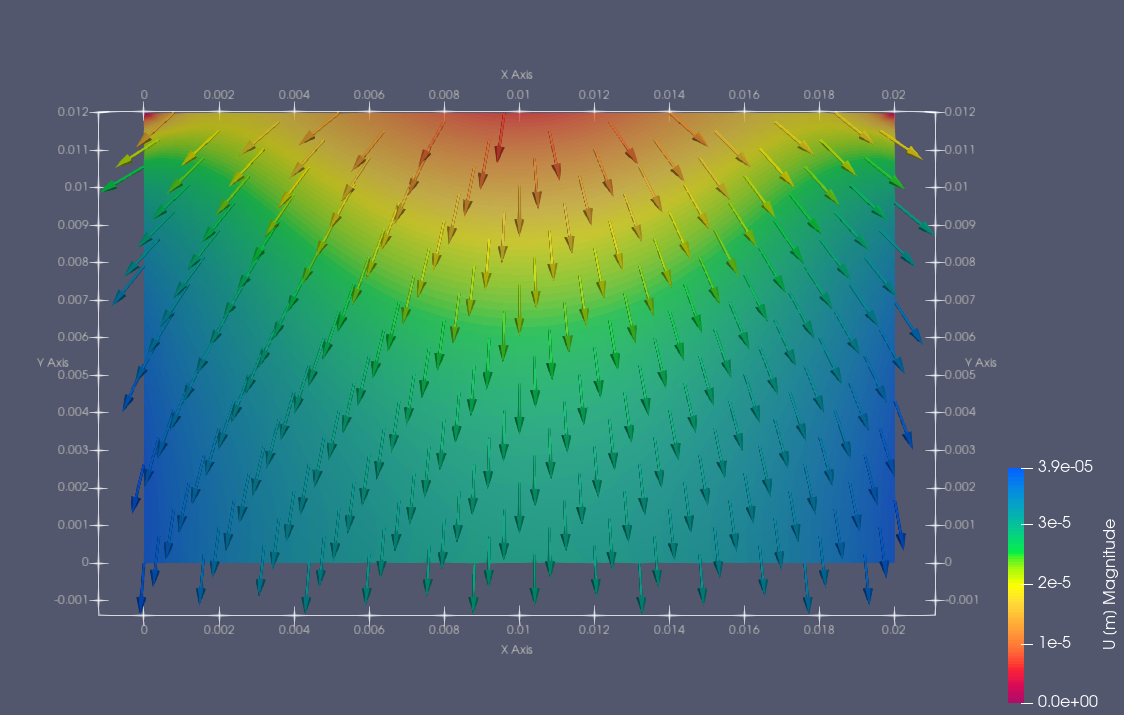 X Axis
0 0.002 0.004 0.006 0.008 0.01 0.012 0.014 0.016 0.018 0.02
0.012 0.012
0.011 0.011
0.01 0.01
0.009 0.009
0.008 0.008
0.007 0.007
0.006 0.006
Y Axis Y Axis
0.005 0.005
0.004 0.004
0.003 0.003
0.002 0.002
0.001 0.001
0 0
-0.001 -0.001
0 0.002 0.004 0.006 0.008 0.01 0.012 0.014 0.016 0.018 0.02
X Axis
3.9e-05
3e-5
2e-5
1e-5
0.0e+00
U (m) Magnitude